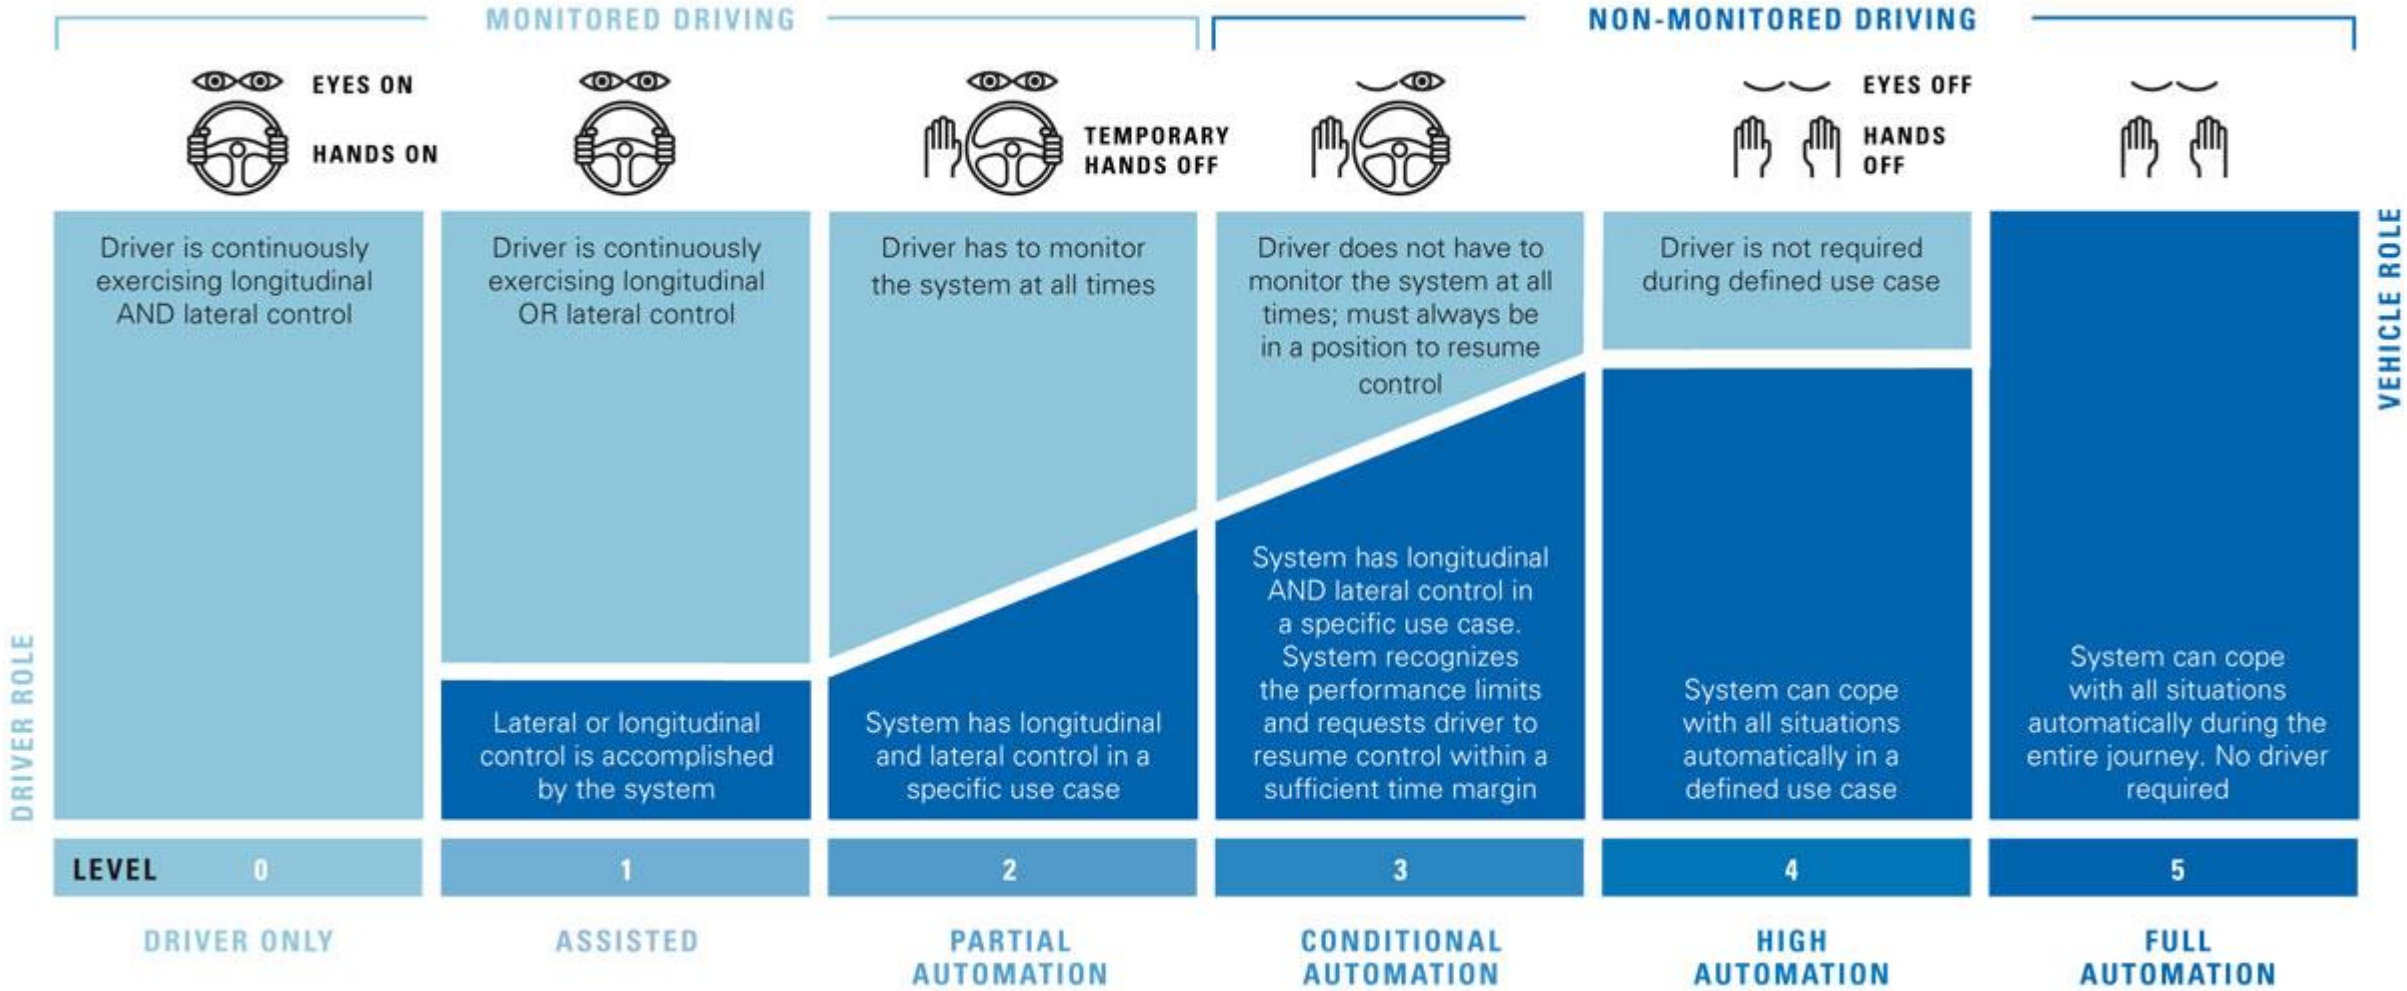 MONITORED DRIVING
NON-MONITORED DRIVING
EYES ON
HANDS ON
TEMPORARY
HANDS OFF
EYES OFF
HANDS
OFF
Driver is continuously
exercising longitudinal
AND lateral control
Driver is continuously
exercising longitudinal
OR lateral control
Lateral or longitudinal
control is accomplished
by the system
Driver has to monitor
the system at all times
System has longitudinal
and lateral control in a
specific use case
Driver does not have to
monitor the system at all
times; must always be
in a position to resume
control
System has longitudinal
AND lateral control in
a specific use case.
System recognizes
the performance limits
and requests driver to
resume control within a
sufficient time margin
Driver is not required
during defined use case
System can cope
with all situations
automatically in a
defined use case
System can cope
with all situations
automatically during the
entire journey. No driver
required
DRIVER ROLE
VEHICLE ROLE
LEVEL 0
1
2
3
4
5
DRIVER ONLY
ASSISTED
PARTIAL
AUTOMATION
CONDITIONAL
AUTOMATION
HIGH
AUTOMATION
FULL
AUTOMATION